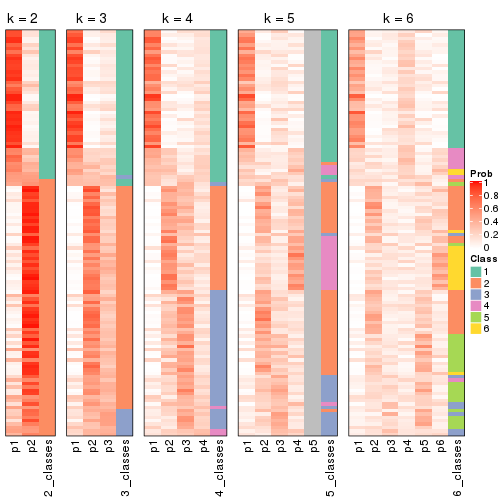 k = 2
k = 3
k = 4
k = 5
k = 6
p1
p2
2_classes
p1
p2
p3
3_classes
p1
p2
p3
p4
4_classes
p1
p2
p3
p4
p5
5_classes
p1
p2
p3
p4
p5
p6
6_classes
Prob
1
0.8
0.6
0.4
0.2
0
Class
1
2
3
4
5
6